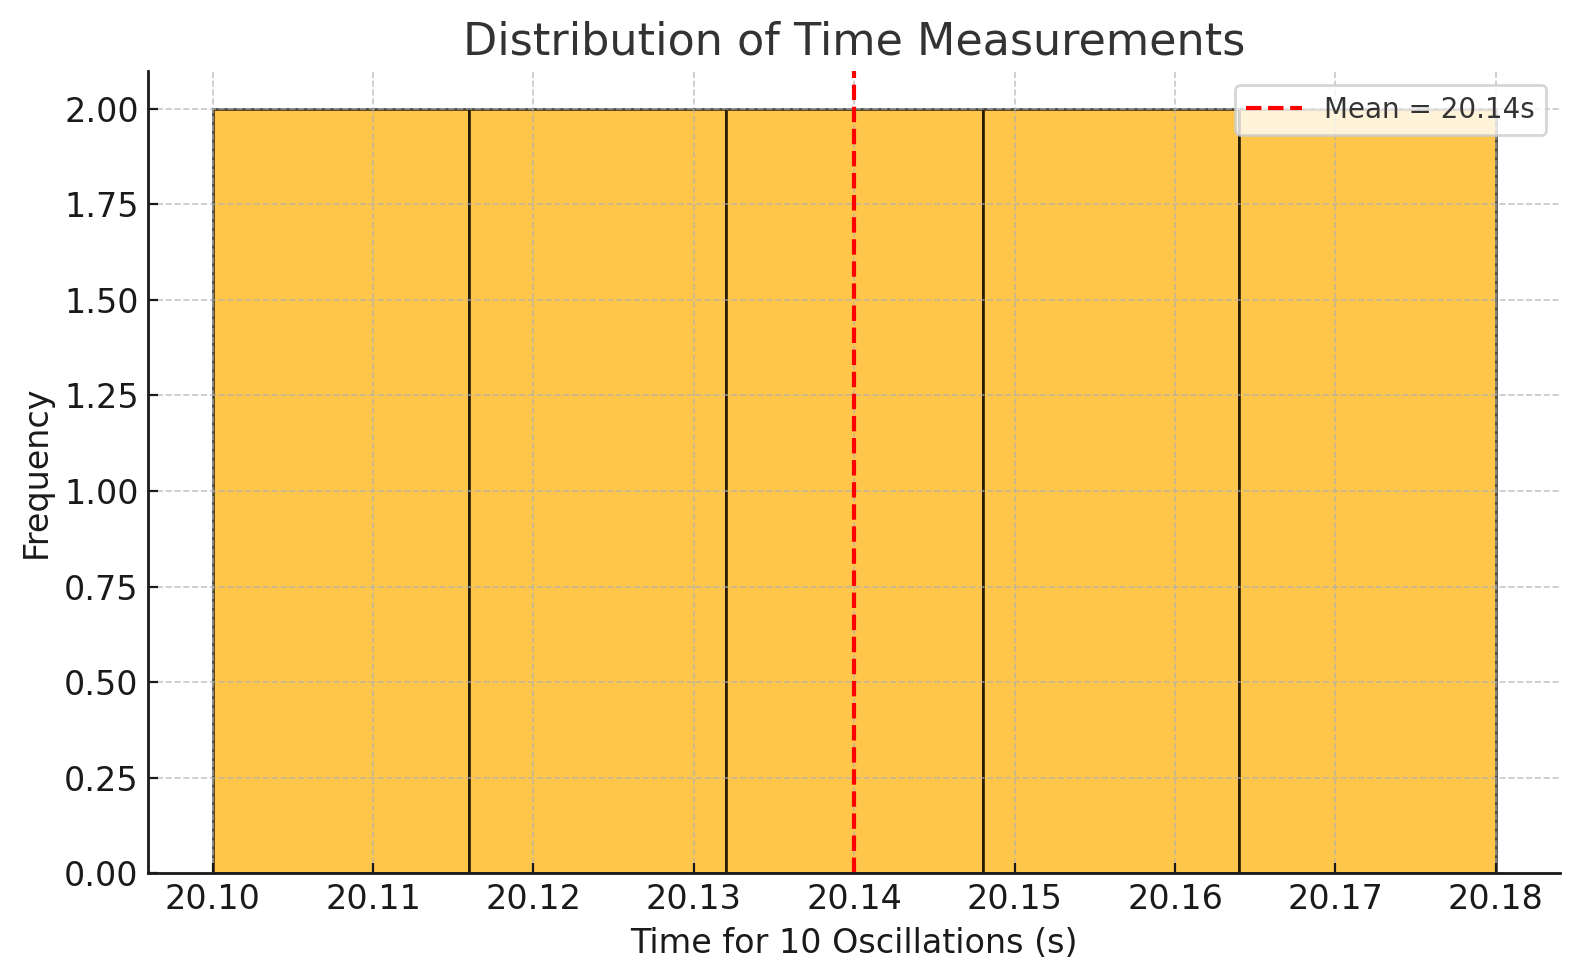 Distribution of Time Measurements
Mean = 20.14s
Frequency
2.00
1.75
1.50
1.25
1.00
0.75
0.50
0.25
0.00
20.10 20.11 20.12 20.13 20.14 20.15 20.16 20.17 20.18
Time for 10 Oscillations (s)